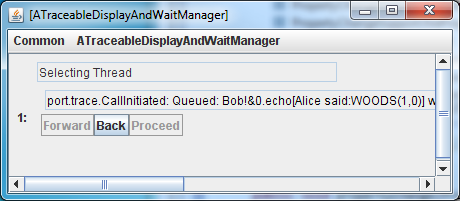 [ATraceableDisplayAndWaitManager]
Common ATraceableDisplayAndWaitManager
Selecting Thread
port.trace.CallInitiated: Queued: Bob!&0.echo[Alice said:WOODS(1,0)] w
1:
Forward Back Proceed